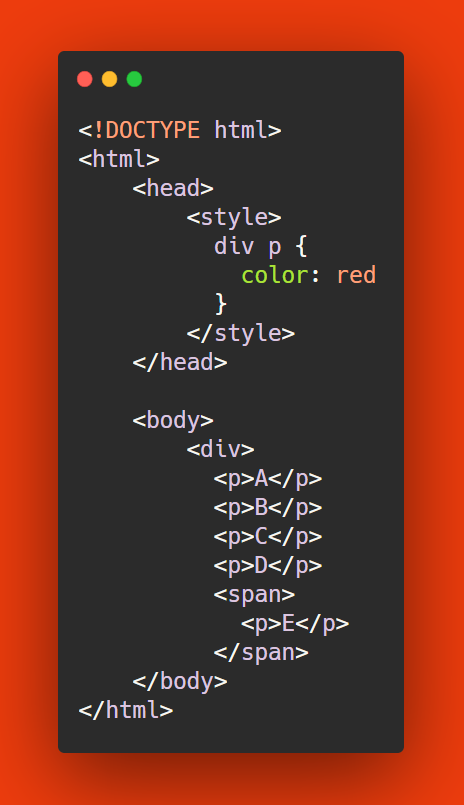 <!DOCTYPE html>
<html>
    <head>
        <style>
          div p {
            color: red
          }
        </style>
    </head>

    <body>
        <div>
          <p>A</p>
          <p>B</p>
          <p>C</p>
          <p>D</p>
          <span>
            <p>E</p>
          </span>
    </body>
</html>